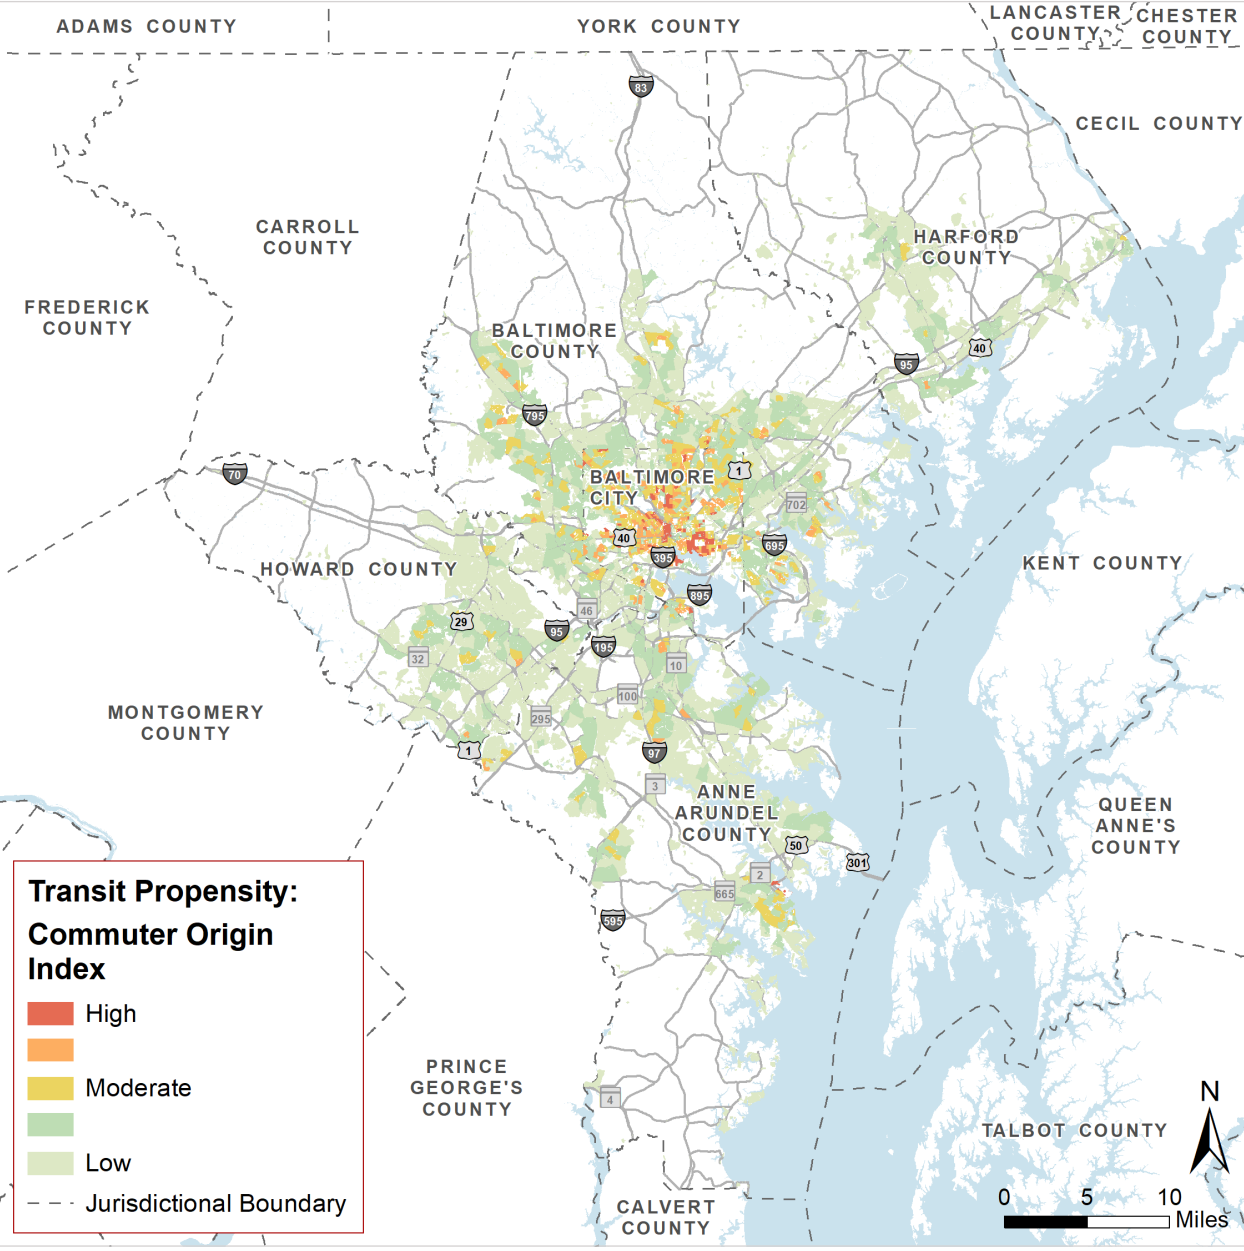 ADAMS COUNTY
YORK COUNTY
LANCASTER
COUNTY
CHESTER
COUNTY
83
CECIL COUNTY
CARROLL
COUNTY
HARFORD
COUNTY
FREDERICK
COUNTY
BALTIMORE
COUNTY
40
95
795
70
BALTIMORE
CITY
1
702
40
395
695
HOWARD COUNTY
KENT COUNTY
895
46
29
95
195
32
10
100
295
MONTGOMERY
COUNTY
1
97
3
ANNE
ARUNDEL
COUNTY
QUEEN
ANNE'S
COUNTY
50
301
2
665
595
Transit Propensity:
Commuter Origin
Index
High
Moderate
Low
Jurisdictional Boundary
PRINCE
GEORGE'S
COUNTY
4
TALBOT COUNTY
CALVERT
COUNTY
N
0 5 10
Miles